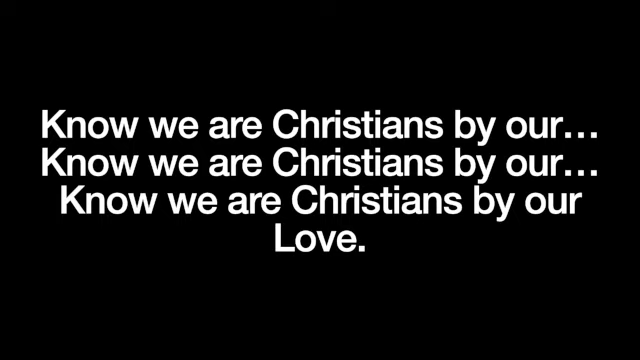 Know we are Christians by our…
Know we are Christians by our…
Know we are Christians by our
Love.